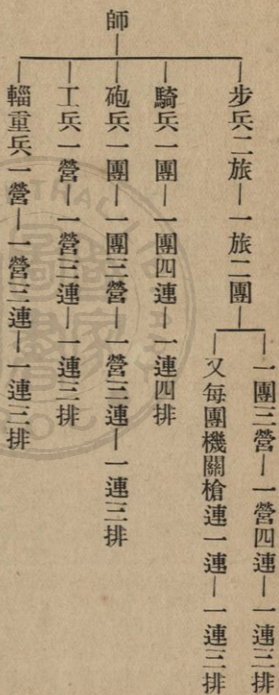 師
步兵二旅—一旅二團
一團三營—一營四連—一連三排
又每團機關槍連一連—一連三排
騎兵一團—一團四連—一連四排
砲兵一團—一團三營—一營三連—一連三排
工兵一營—一營三連—一連三排
輜重兵一營—一營三連—一連三排